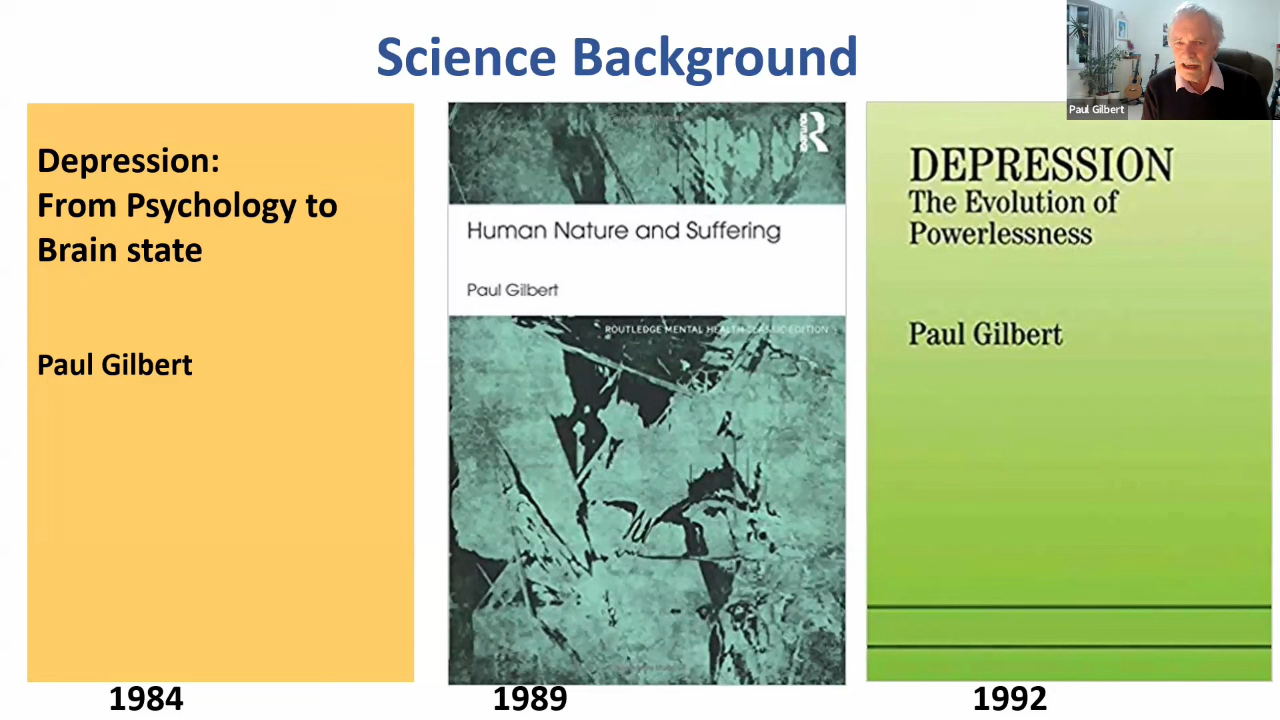 Science Background
Paul Gilbert
Depression:
From Psychology to
Brain state
Paul Gilbert
1984
ROUTLEDGE
Human Nature and Suffering
Paul Gilbert
ROUTLEDGE MENTAL HEALTH CLASSIC EDITION
1989
DEPRESSION
The Evolution of
Powerlessness
Paul Gilbert
1992